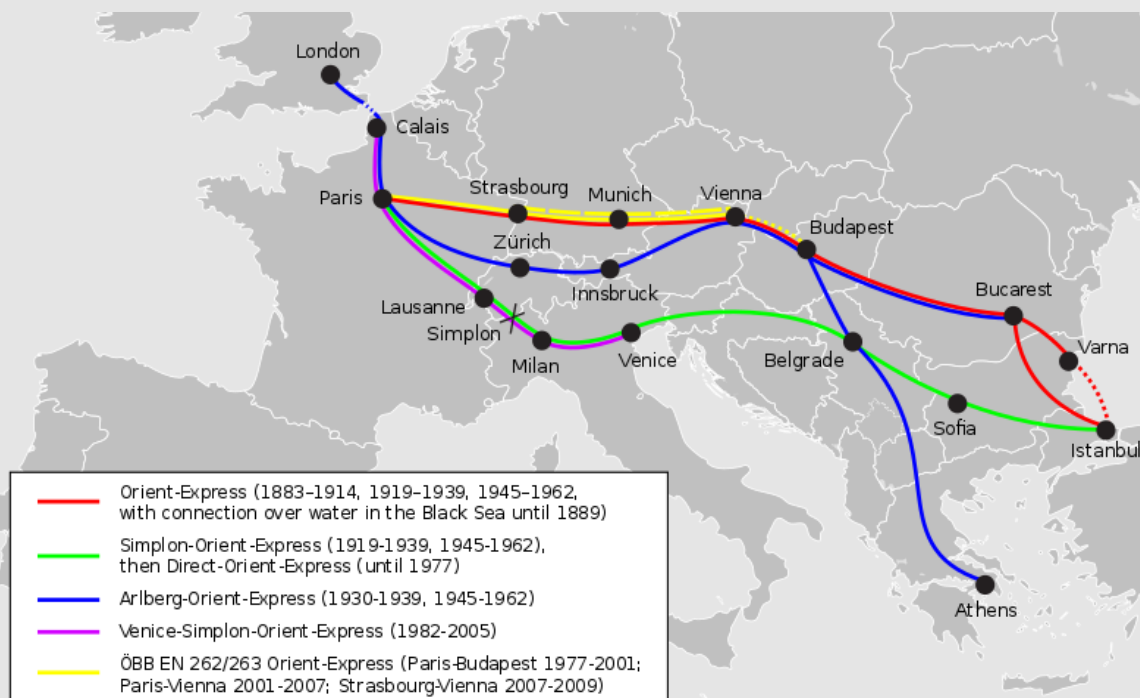 London
Calais
Paris
Strasbourg
Munich
Vienna
Budapest
Zürich
Innsbruck
Lausanne
Simplon
Milan
Venice
Belgrade
Bucarest
Varna
Sofia
Istanbul
Athens
Orient-Express (1883–1914, 1919–1939, 1945–1962,
with connection over water in the Black Sea until 1889)
Simplon-Orient-Express (1919-1939, 1945-1962),
then Direct-Orient-Express (until 1977)
Arlberg-Orient-Express (1930-1939, 1945-1962)
Venice-Simplon-Orient-Express (1982-2005)
ÖBB EN 262/263 Orient-Express (Paris-Budapest 1977-2001;
Paris-Vienna 2001-2007; Strasbourg-Vienna 2007-2009)